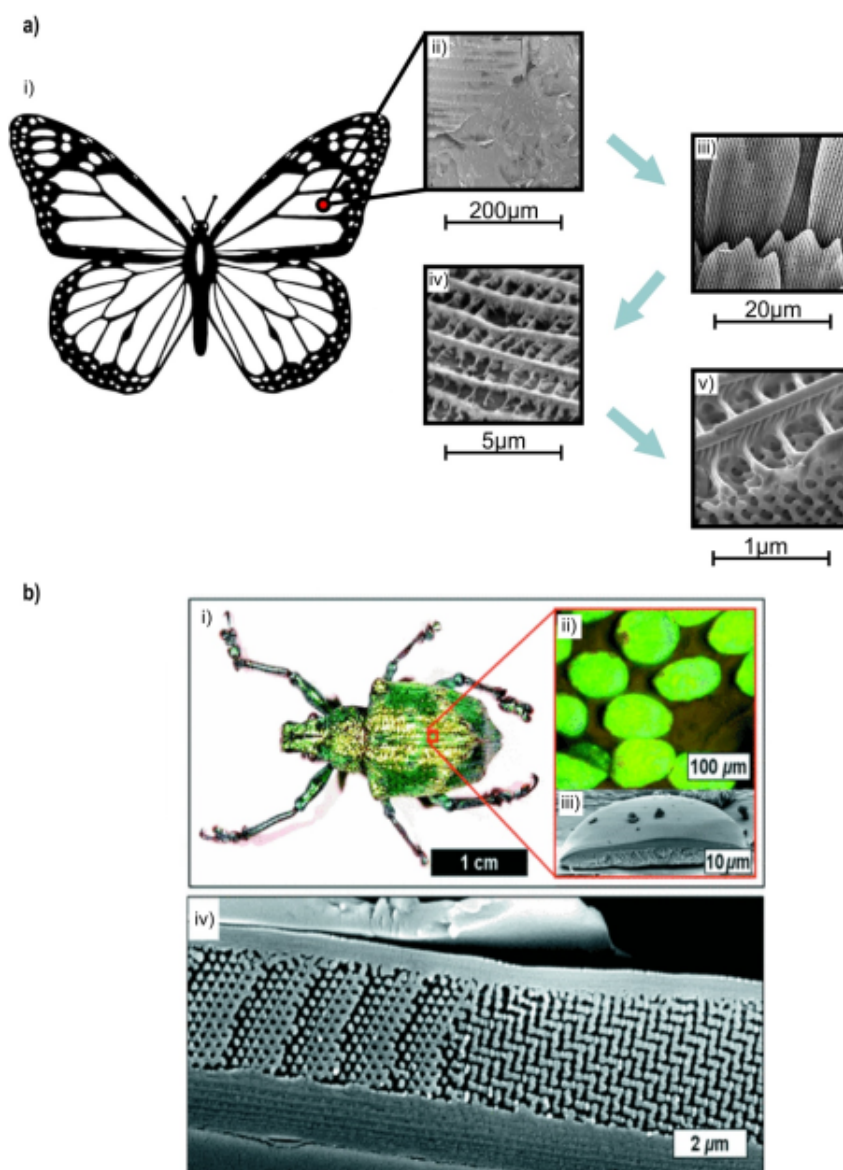 a)
i)
ii)
200µm
iii)
20µm
iv)
5µm
v)
1µm
b)
i)
1 cm
ii)
100 µm
iii)
10 µm
iv)
2 µm